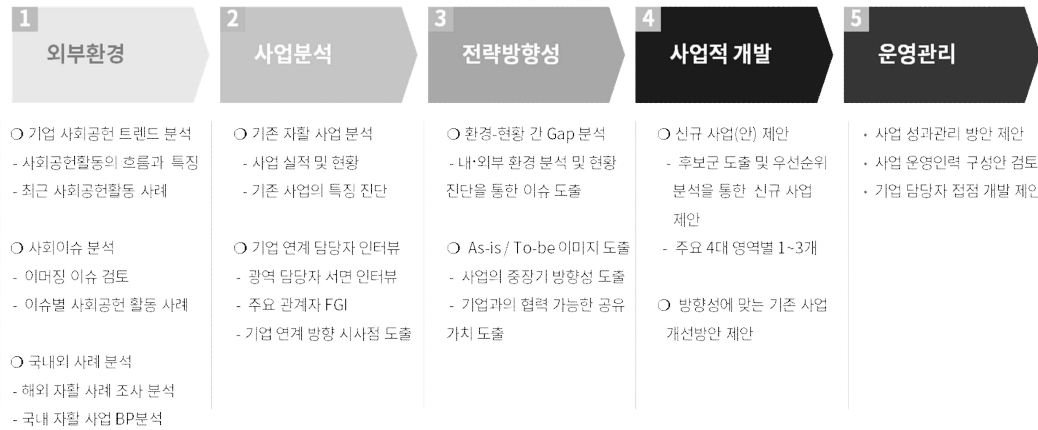 1
외부환경
❍ 기업 사회공헌 트렌드 분석
- 사회공헌활동의 흐름과 특징
- 최근 사회공헌활동 사례
❍ 사회이슈 분석
- 이머징 이슈 검토
- 이슈별 사회공헌 활동 사례
❍ 국내외 사례 분석
- 해외 자활 사례 조사 분석
- 국내 자활 사업 BP분석
2
사업분석
❍ 기존 자활 사업 분석
- 사업 실적 및 현황
- 기존 사업의 특징 진단
❍ 기업 연계 담당자 인터뷰
- 광역 담당자 서면 인터뷰
- 주요 관계자 FGI
- 기업 연계 방향 시사점 도출
3
전략방향성
❍ 환경-현황 간 Gap 분석
- 내·외부 환경 분석 및 현황
진단을 통한 이슈 도출
❍ As-is / To-be 이미지 도출
- 사업의 중장기 방향성 도출
- 기업과의 협력 가능한 공유
가치 도출
4
사업적 개발
❍ 신규 사업(안) 제안
- 후보군 도출 및 우선순위
분석을 통한 신규 사업
제안
- 주요 4대 영역별 1~3개
❍ 방향성에 맞는 기존 사업
개선방안 제안
5
운영관리
· 사업 성과관리 방안 제안
· 사업 운영인력 구성안 검토
· 기업 담당자 접점 개발 제안